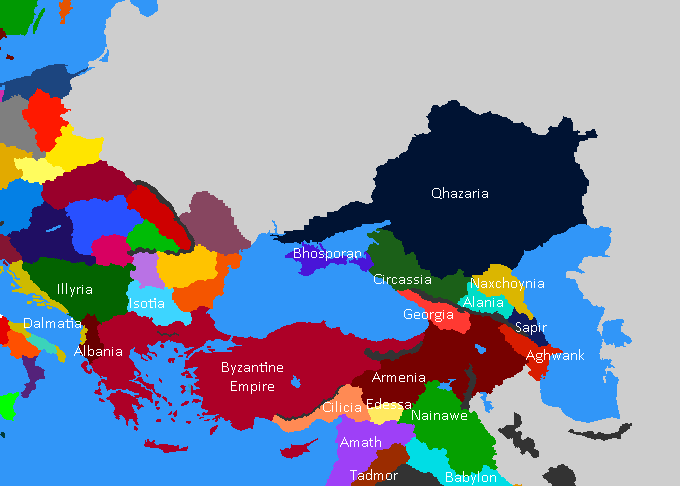 Qhazaria
Bhosporan
Circassia
Naxchoynia
Illyria
Isotia
Alania
Georgia
Dalmatia
Sapir
Albania
Aghwank
Byzantine
Empire
Armenia
Cilicia
Edessa
Nainawe
Amath
Tadmor
Babylon